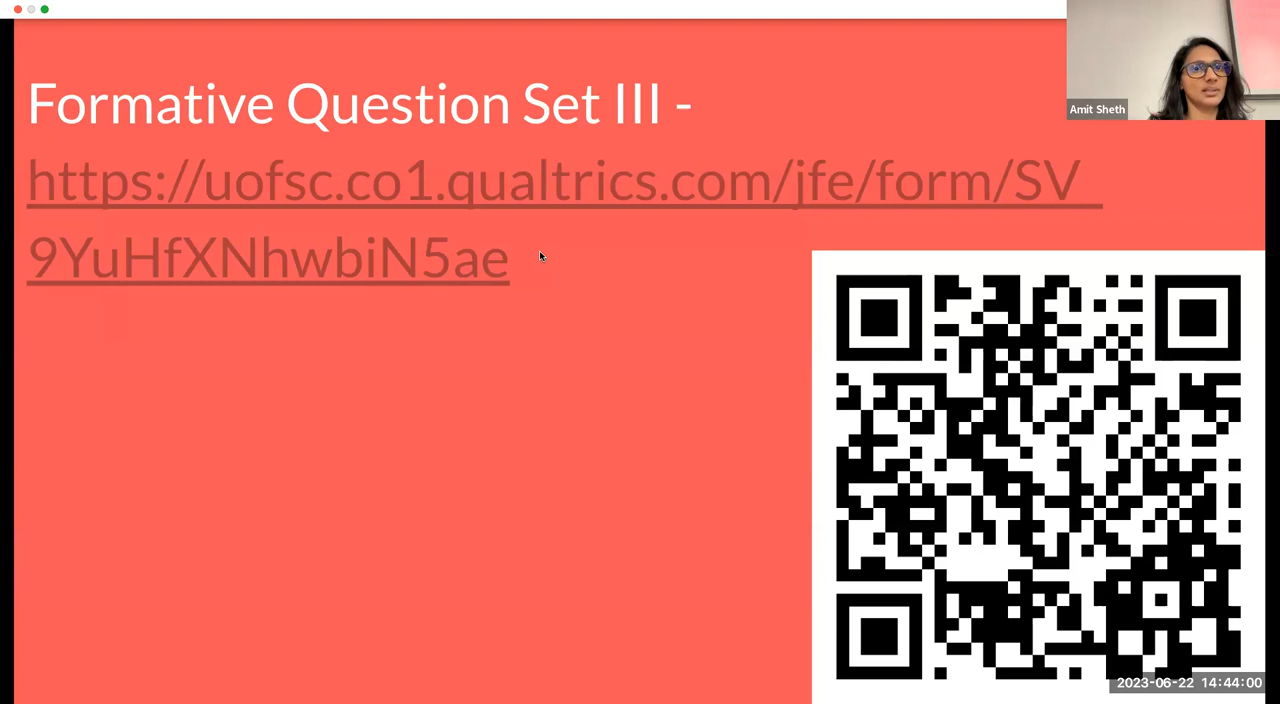 Formative Question Set III -
https://uofsc.co1.qualtrics.com/jfe/form/SV_
9YuHfXNhwbiN5ae
Amit Sheth
2023-06-22 14:44:00